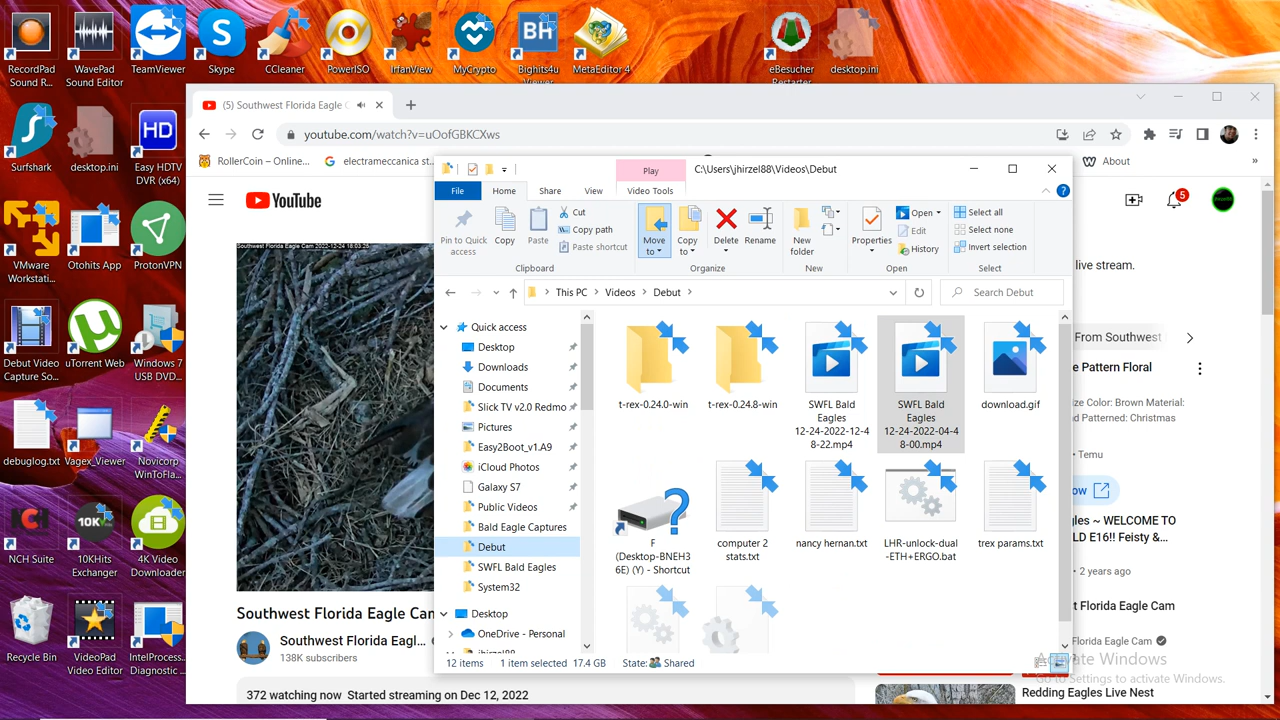 RecordPad
Sound R...
WavePad
Sound Editor
TeamViewer
Skype
CCleaner
PowerISO
IrfanView
MyCrypto
BH
Bighits4u
Viewer
MetaEditor 4
eBesucher
Restarter
desktop.ini
Surfshark
desktop.ini
HD
Easy HDTV
DVR (x64)
VMware
Workstati...
Otohits App
ProtonVPN
Debut Video
Capture So...
uTorrent Web
Windows 7
USB DVD...
debuglog.txt
Vagex_Viewer
Novicorp
WinToFla...
NCH Suite
10K
10KHits
Exchanger
4K Video
Downloader
Recycle Bin
VideoPad
Video Editor
IntelProcess...
Diagnostic ...
(5) Southwest Florida Eagle C
youtube.com/watch?v=uOofGBKCXws
RollerCoin – Online...
electrameccanica st...
About
YouTube
5
Southwest Florida Eagle Cam 2022-12-24 16:03:25
live stream.
From Southwest
e Pattern Floral
ize Color: Brown Material:
nd Patterned: Christmas
Temu
ow
gles ~ WELCOME TO
LD E16!! Feisty &...
2 years ago
Southwest Florida Eagle Cam
Southwest Florida Eagl...
138K subscribers
372 watching now Started streaming on Dec 12, 2022
Redding Eagles Live Nest
Play
C:\Users\jhirzel88\Videos\Debut
File
Home
Share
View
Video Tools
Pin to Quick
access
Copy
Paste
Cut
Copy path
Paste shortcut
Clipboard
Move
to
Copy
to
Delete
Rename
Organize
New
folder
New
Properties
Open
Edit
History
Open
Select all
Select none
Invert selection
Select
This PC
Videos
Debut
Search Debut
Quick access
Desktop
Downloads
Documents
Slick TV v2.0 Redmo
Pictures
Easy2Boot_v1.A9
iCloud Photos
Galaxy S7
Public Videos
Bald Eagle Captures
Debut
SWFL Bald Eagles
System32
Desktop
OneDrive - Personal
jhirzel88
t-rex-0.24.0-win
t-rex-0.24.8-win
SWFL Bald
Eagles
12-24-2022-12-4
8-22.mp4
SWFL Bald
Eagles
12-24-2022-04-4
8-00.mp4
download.gif
F
(Desktop-BNEH3
6E) (Y) - Shortcut
computer 2
stats.txt
nancy hernan.txt
LHR-unlock-dual
-ETH+ERGO.bat
trex params.txt
12 items
1 item selected 17.4 GB
State:
Shared
Activate Windows
Go to Settings to activate Windows.